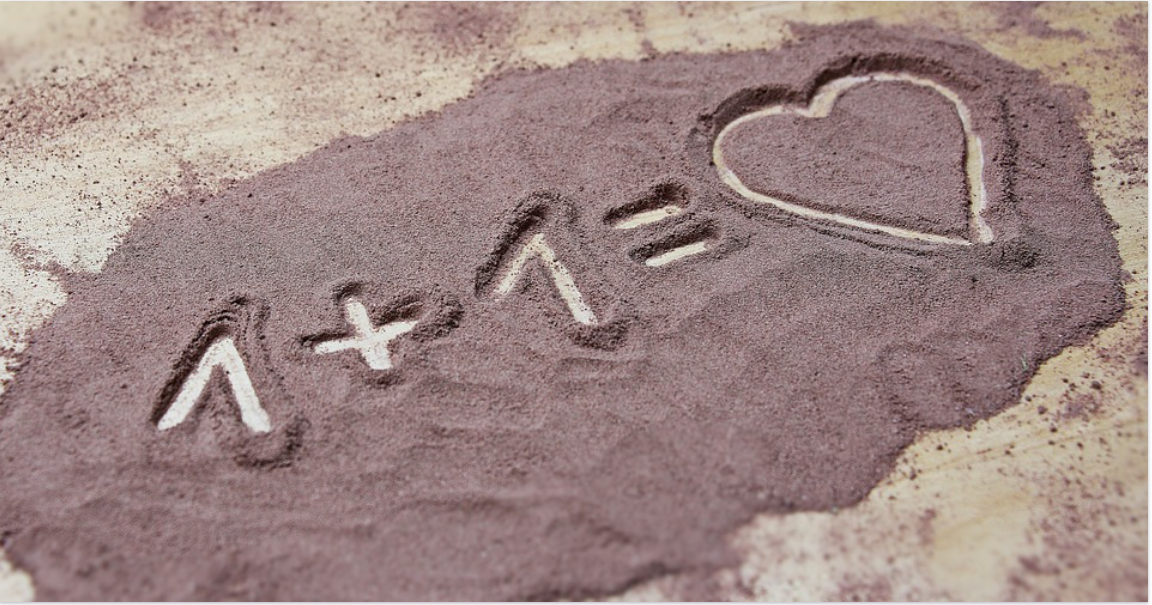 1 + 1 = ♥